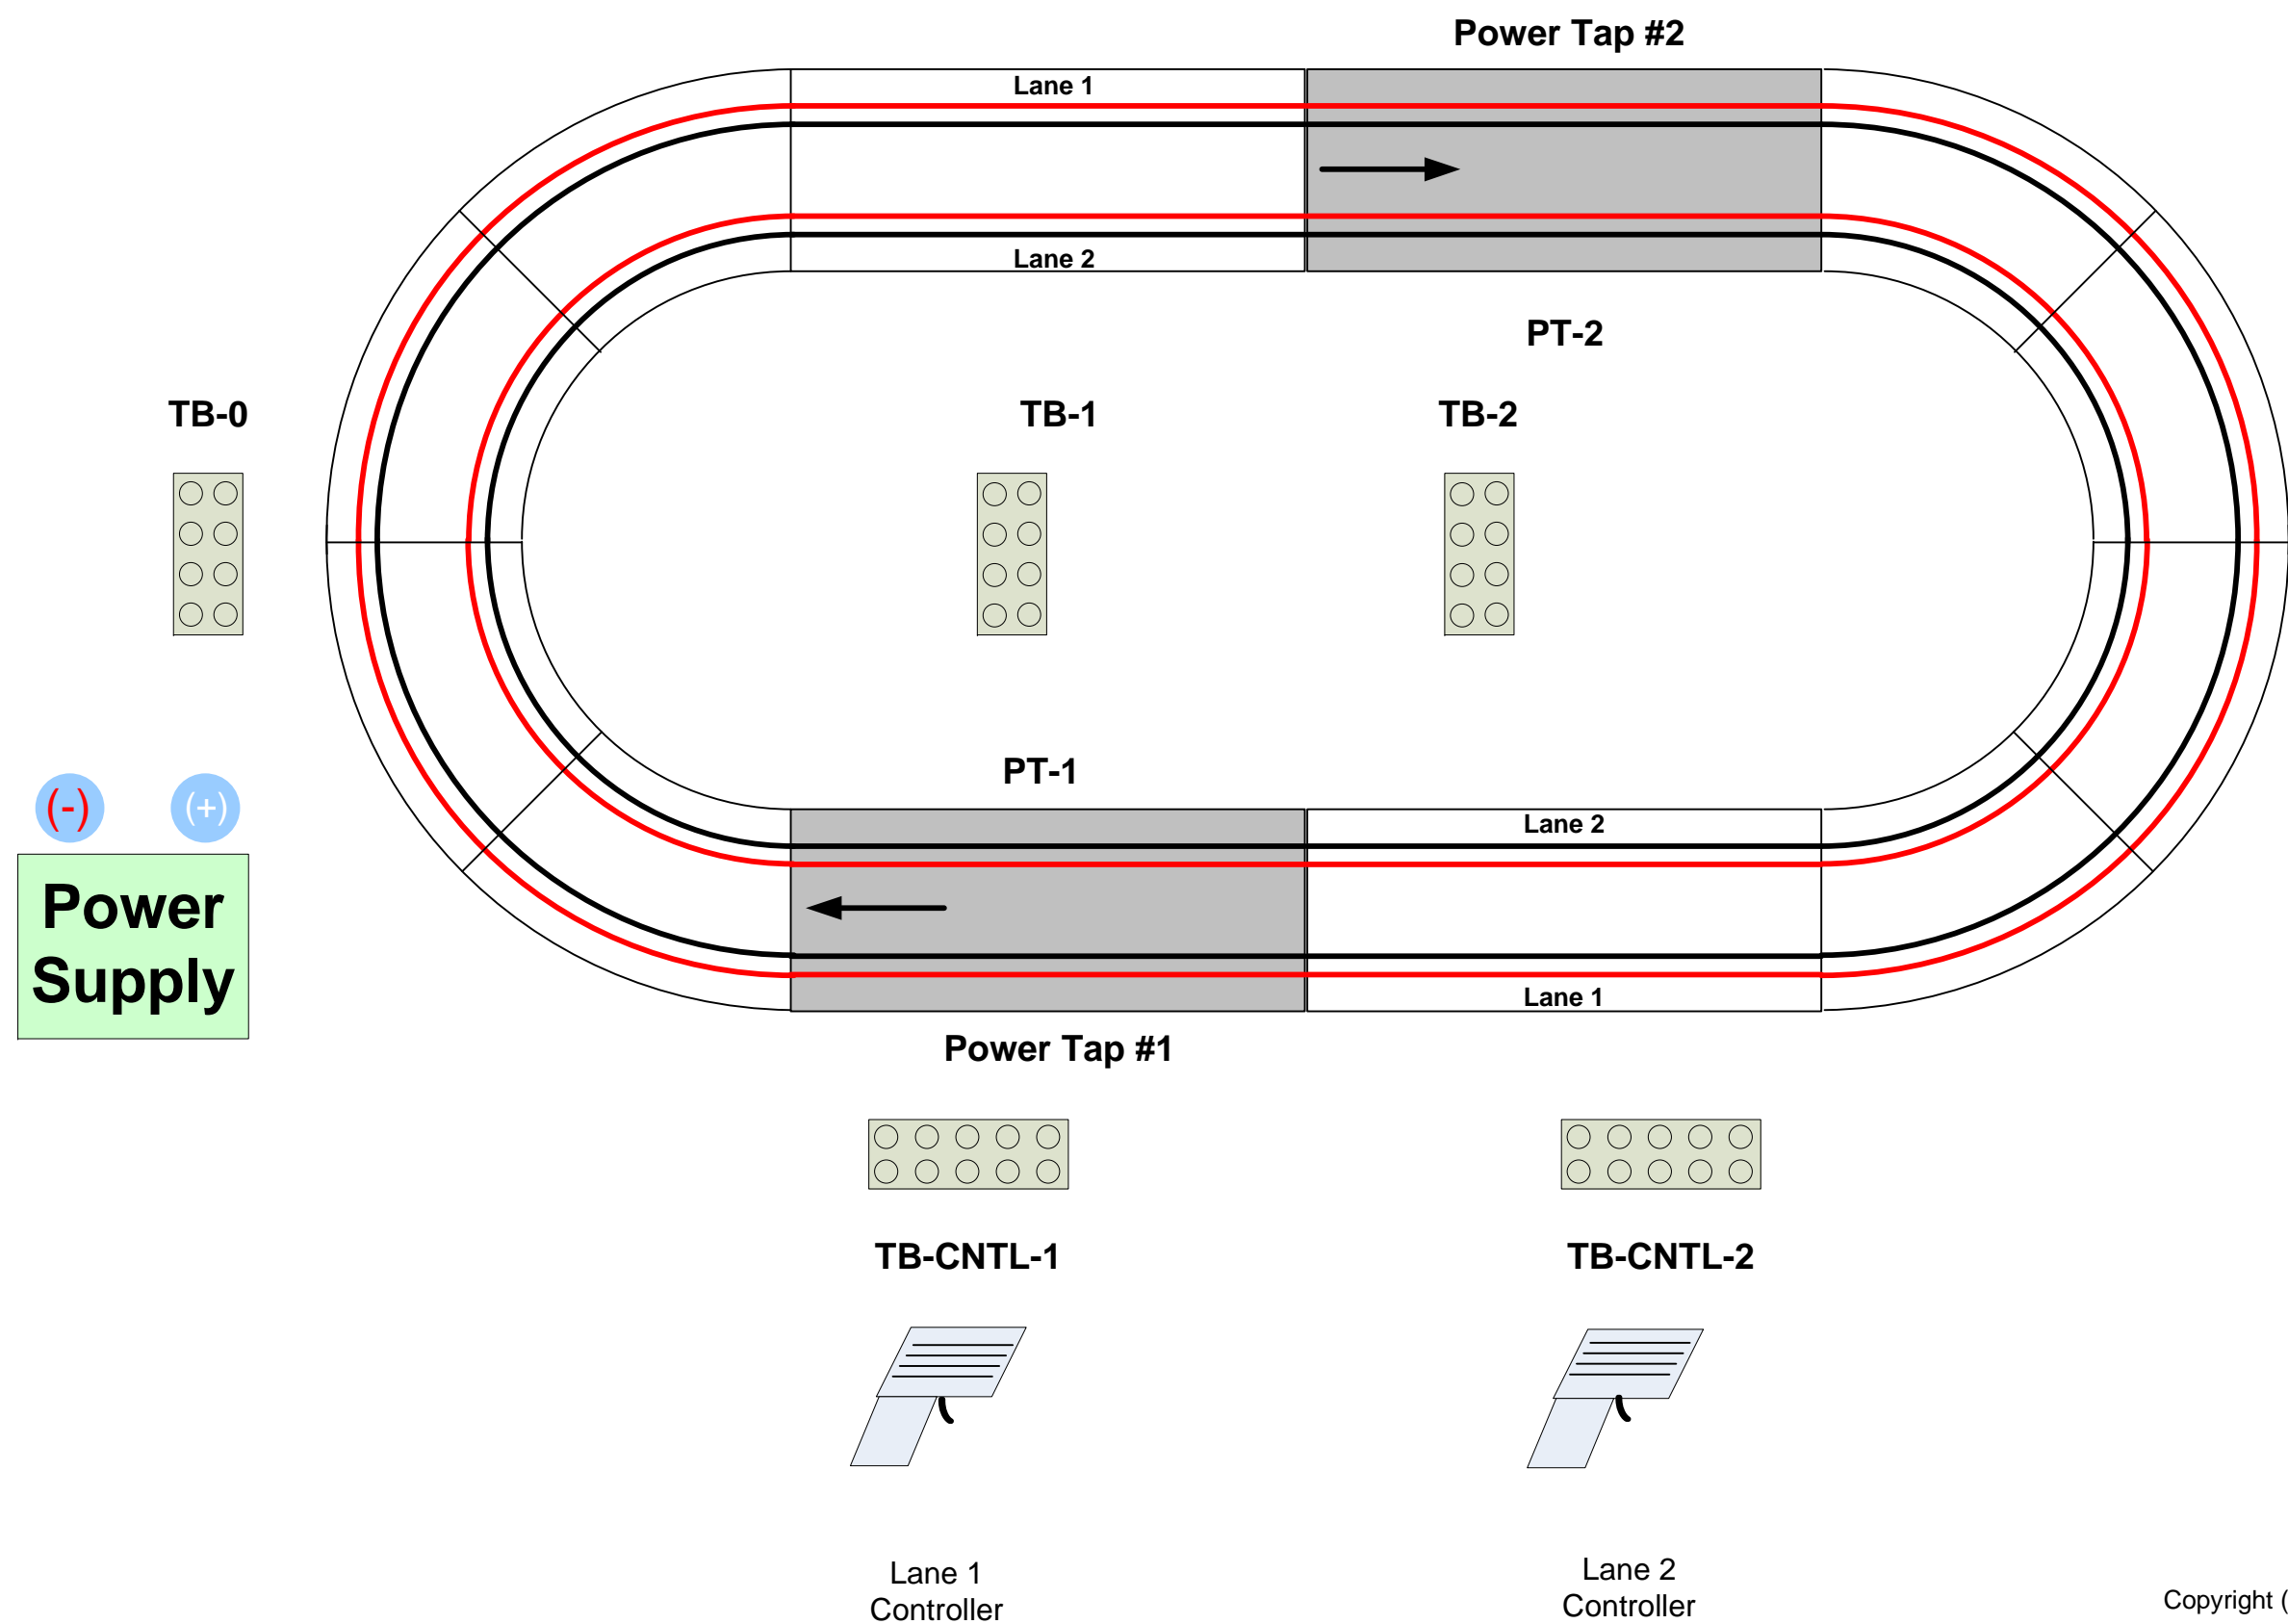 Power Tap #2
Lane 1
Lane 2
PT-2
TB-0
TB-1
TB-2
PT-1
(-)
(+)
Power
Supply
Lane 2
Lane 1
Power Tap #1
TB-CNTL-1
TB-CNTL-2
Lane 1
Controller
Lane 2
Controller
Copyright (